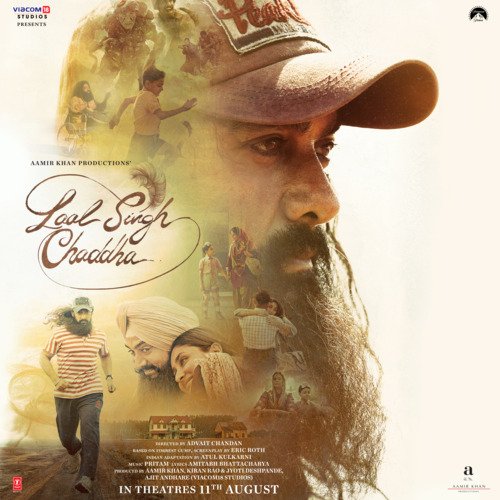 VIACOM18
STUDIOS
PRESENTS
AAMIR KHAN PRODUCTIONS'
Laal Singh
Chaddha
DIRECTED BY ADVAIT CHANDAN
BASED ON FORREST GUMP, SCREENPLAY BY ERIC ROTH
INDIAN ADAPTATION BY ATUL KULKARNI
MUSIC PRITAM LYRICS AMITABH BHATTACHARYA
PRODUCED BY AAMIR KHAN, KIRAN RAO & JYOTI DESHPANDE,
AJIT ANDHARE (VIACOM18 STUDIOS)
IN THEATRES 11TH AUGUST
a
AAMIR KHAN
PRODUCTIONS